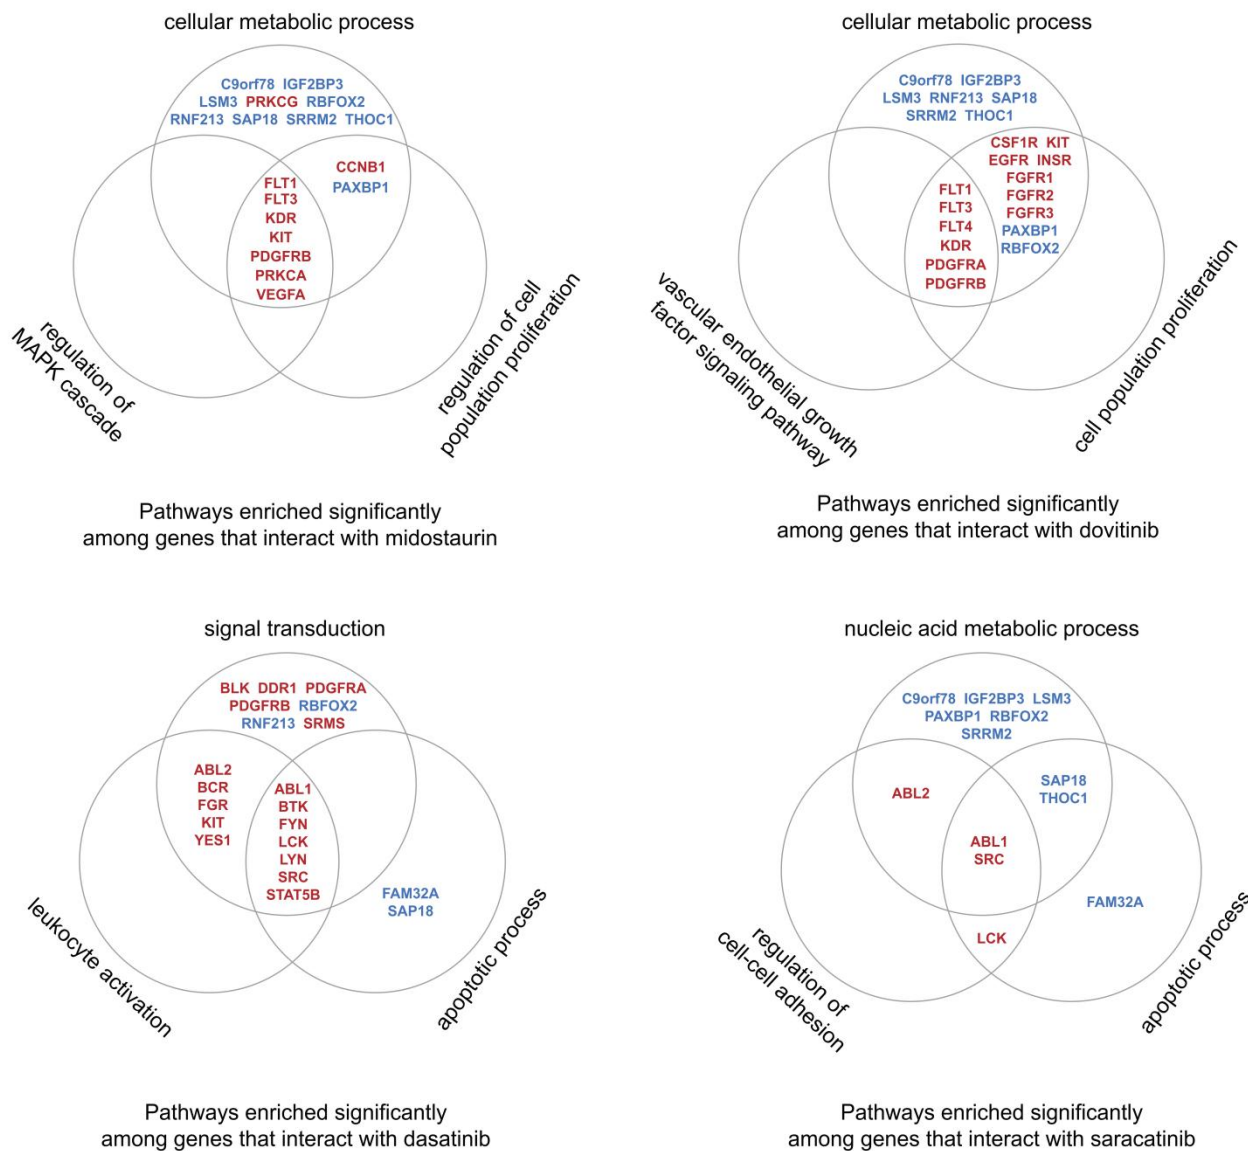 cellular metabolic process
C9orf78 IGF2BP3
LSM3 PRKCG RBFOX2
RNF213 SAP18 SRRM2 THOC1
CCNB1
PAXBP1
FLT1
FLT3
KDR
KIT
PDGFRB
PRKCA
VEGFA
regulation of
MAPK cascade
regulation of cell
population proliferation
Pathways enriched significantly
among genes that interact with midostaurin
cellular metabolic process
C9orf78 IGF2BP3
LSM3 RNF213 SAP18
SRRM2 THOC1
CSF1R KIT
EGFR INSR
FGFR1
FGFR2
FGFR3
PAXBP1
RBFOX2
FLT1
FLT3
FLT4
KDR
PDGFRA
PDGFRB
vascular endothelial growth
factor signaling pathway
cell population proliferation
Pathways enriched significantly
among genes that interact with dovitinib
signal transduction
BLK DDR1 PDGFRA
PDGFRB RBFOX2
RNF213 SRMS
ABL2
BCR
FGR
KIT
YES1
ABL1
BTK
FYN
LCK
LYN
SRC
STAT5B
FAM32A
SAP18
leukocyte activation
apoptotic process
Pathways enriched significantly
among genes that interact with dasatinib
nucleic acid metabolic process
C9orf78 IGF2BP3 LSM3
PAXBP1 RBFOX2
SRRM2
ABL2
SAP18
THOC1
ABL1
SRC
FAM32A
LCK
regulation of
cell-cell adhesion
apoptotic process
Pathways enriched significantly
among genes that interact with saracatinib